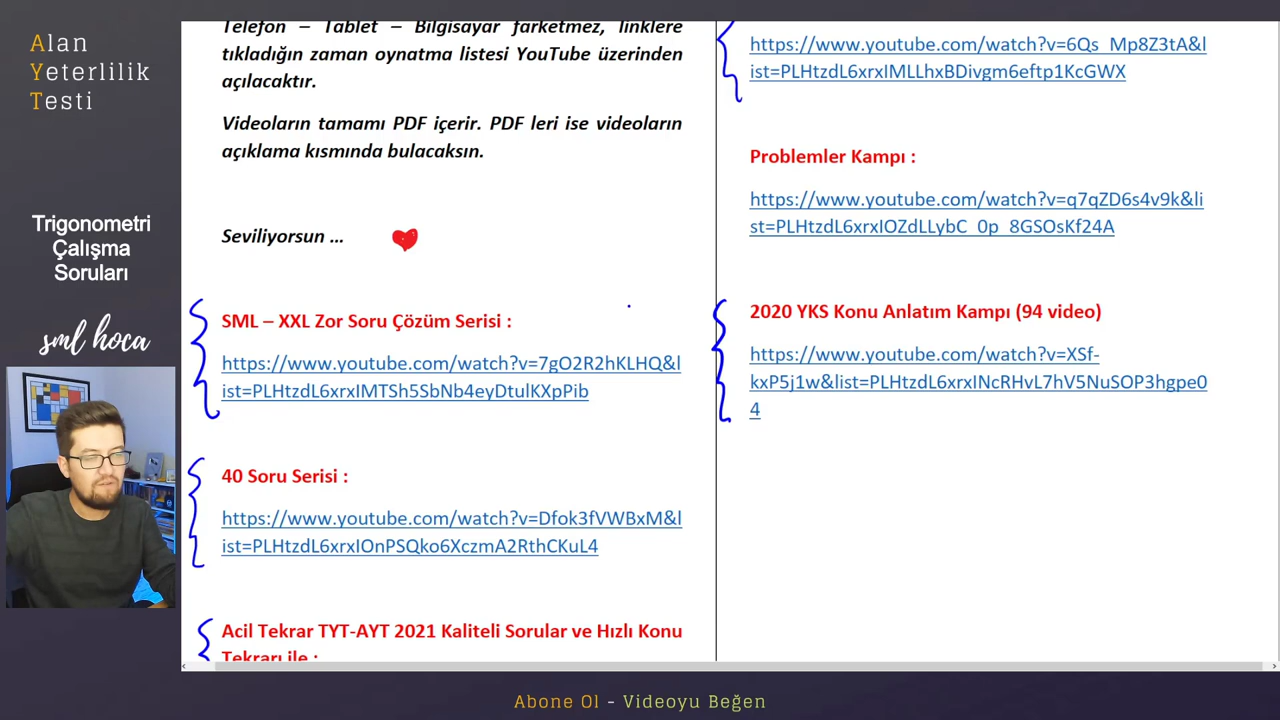 Alan
Yeterlilik
Testi
Trigonometri
Çalışma
Soruları
sml hoca
Telefon – Tablet – Bilgisayar farketmez, linklere
tıkladığın zaman oynatma listesi YouTube üzerinden
açılacaktır.
Videoların tamamı PDF içerir. PDF leri ise videoların
açıklama kısmında bulacaksın.
Seviliyorsun ...
SML – XXL Zor Soru Çözüm Serisi :
https://www.youtube.com/watch?v=7gO2R2hKLHQ&l
ist=PLHtzdL6xrxIMTSh5SbNb4eyDtulKXpPib
40 Soru Serisi :
https://www.youtube.com/watch?v=Dfok3fVWBxM&l
ist=PLHtzdL6xrxIOnPSQko6XczmA2RthCKuL4
Acil Tekrar TYT-AYT 2021 Kaliteli Sorular ve Hızlı Konu
Tekrarı ile :
https://www.youtube.com/watch?v=6Qs_Mp8Z3tA&l
ist=PLHtzdL6xrxIMLLhxBDivgm6eftp1KcGWX
Problemler Kampı :
https://www.youtube.com/watch?v=q7qZD6s4v9k&li
st=PLHtzdL6xrxIOZdLLybC_0p_8GSOsKf24A
2020 YKS Konu Anlatım Kampı (94 video)
https://www.youtube.com/watch?v=XSf-
kxP5j1w&list=PLHtzdL6xrxINcRHvL7hV5NuSOP3hgpe0
4
Abone Ol - Videoyu Beğen